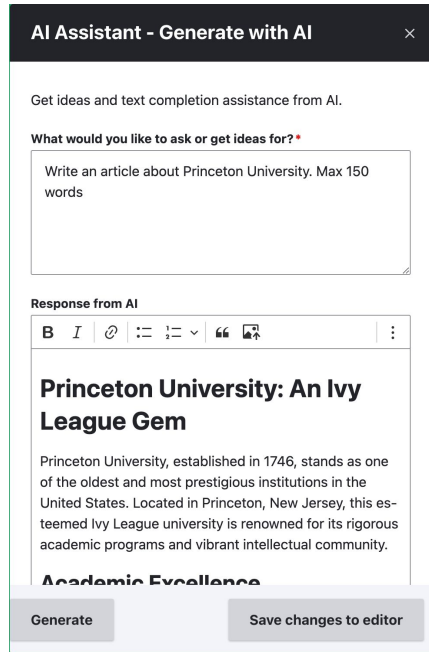 AI Assistant - Generate with AI
Get ideas and text completion assistance from AI.
What would you like to ask or get ideas for?*
Write an article about Princeton University. Max 150
words
Response from AI
B I
Princeton University: An Ivy
League Gem
Princeton University, established in 1746, stands as one
of the oldest and most prestigious institutions in the
United States. Located in Princeton, New Jersey, this es-
teemed Ivy League university is renowned for its rigorous
academic programs and vibrant intellectual community.
Academic Excellence
Generate
Save changes to editor